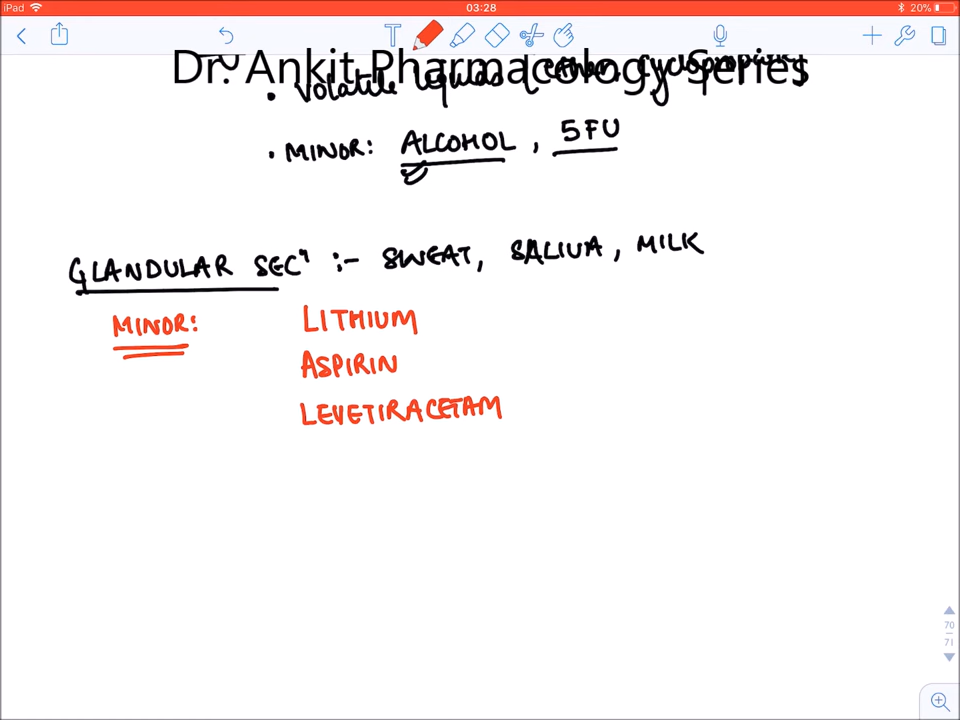 iPad 03:28 20%
T
Dr. Ankit Pharmacology Series
• Volatile liquids
• MINOR: ALCOHOL, 5FU
GLANDULAR SECⁿ :- SWEAT, SALIVA, MILK
MINOR: LITHIUM
ASPIRIN
LEVETIRACETAM
70
71